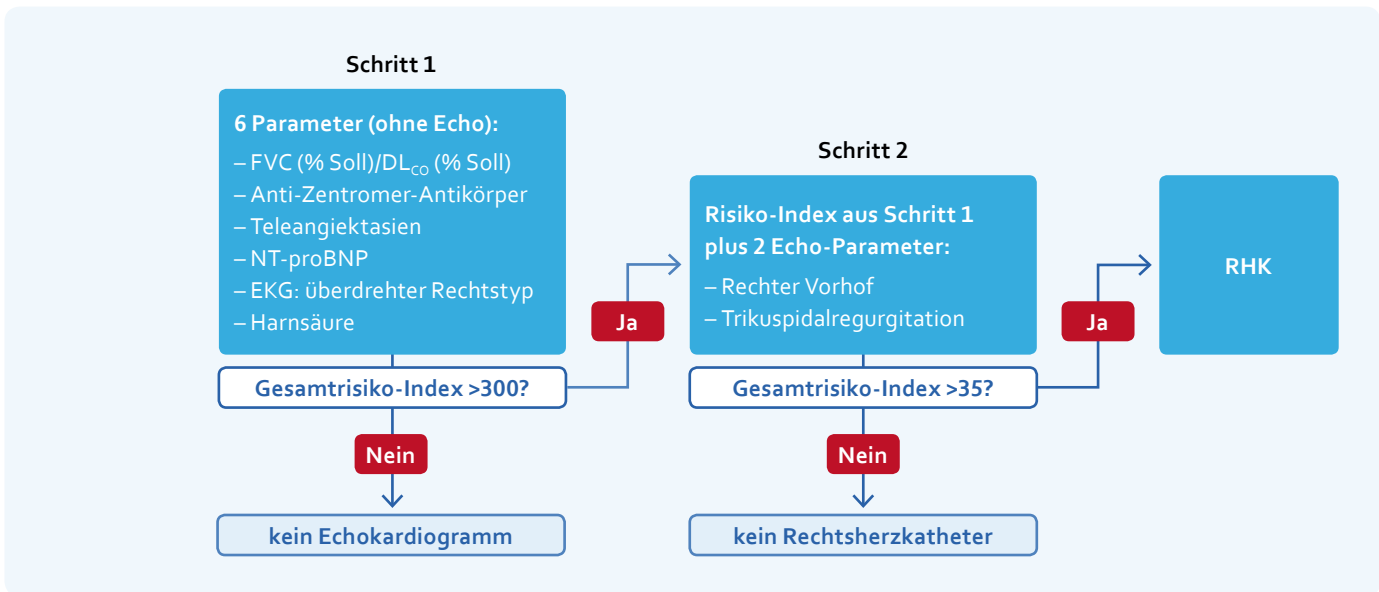 Schritt 1
6 Parameter (ohne Echo):
– FVC (% Soll)/DLCO (% Soll)
– Anti-Zentromer-Antikörper
– Teleangiektasien
– NT-proBNP
– EKG: überdrehter Rechtstyp
– Harnsäure
Gesamtrisiko-Index >300?
Ja
Nein
kein Echokardiogramm
Schritt 2
Risiko-Index aus Schritt 1
plus 2 Echo-Parameter:
– Rechter Vorhof
– Trikuspidalregurgitation
Gesamtrisiko-Index >35?
Ja
Nein
kein Rechtsherzkatheter
RHK